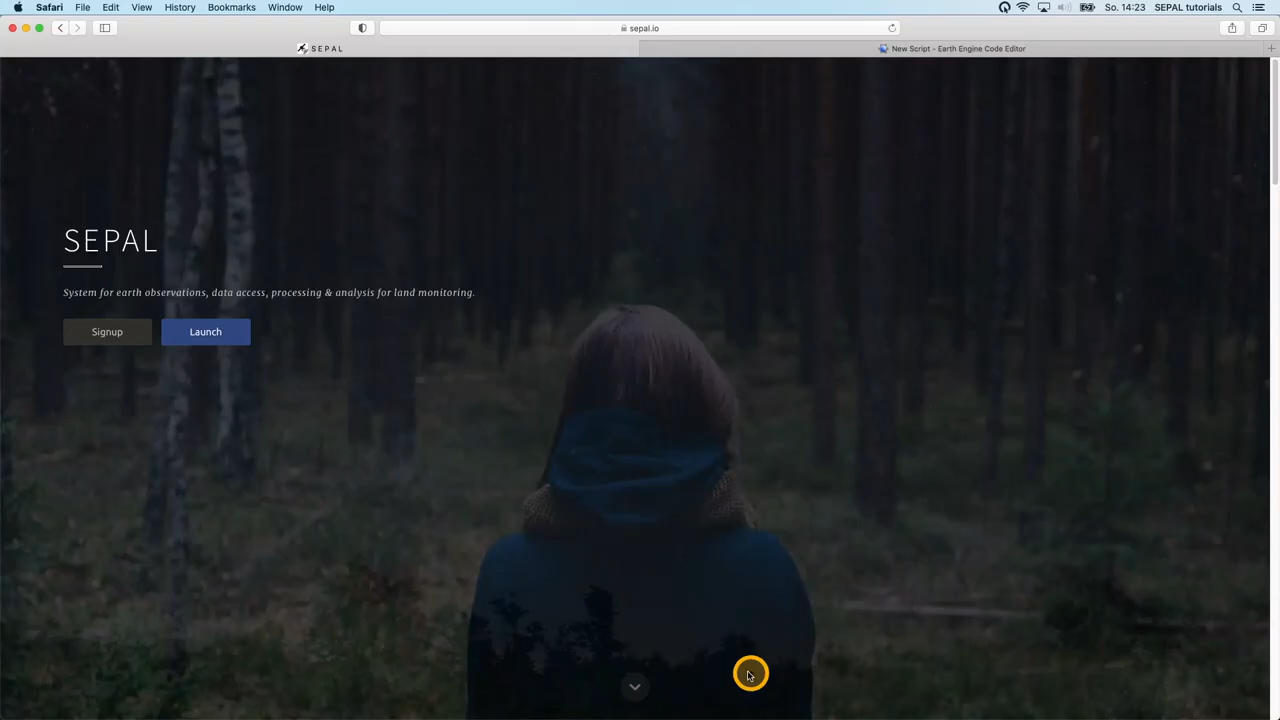 Safari File Edit View History Bookmarks Window Help So. 14:23 SEPAL tutorials
sepal.io
SEPAL New Script - Earth Engine Code Editor
SEPAL
System for earth observations, data access, processing & analysis for land monitoring.
Signup Launch